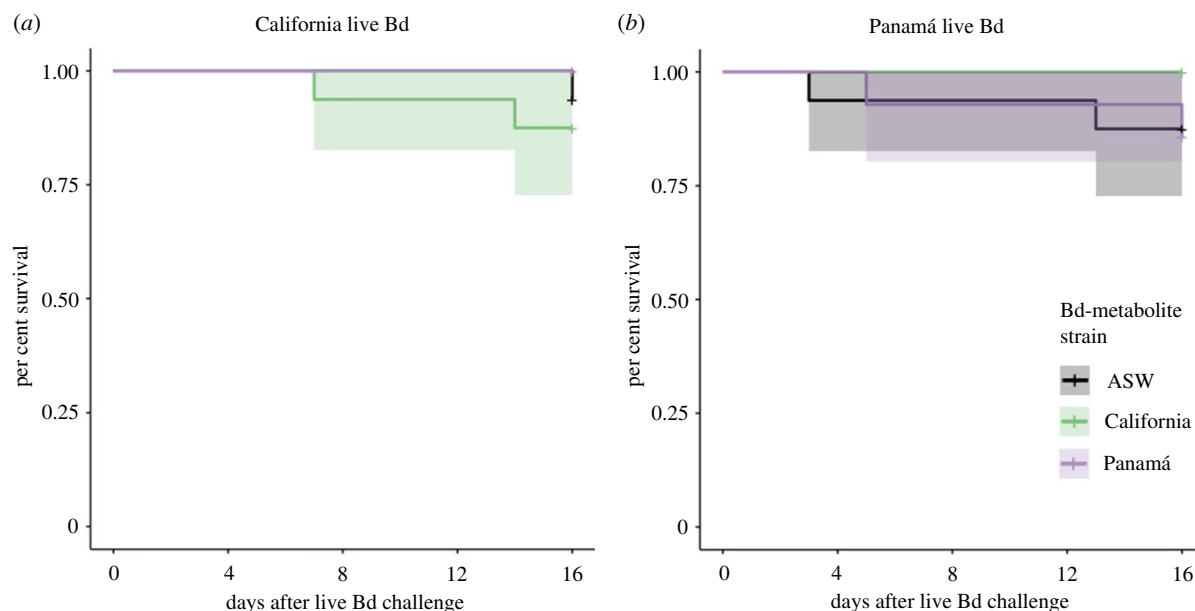 (a)
California live Bd
1.00
0.75
0.50
0.25
0
per cent survival
0 4 8 12 16
days after live Bd challenge
(b)
Panamá live Bd
1.00
0.75
0.50
0.25
0
per cent survival
0 4 8 12 16
days after live Bd challenge
Bd-metabolite
strain
ASW
California
Panamá